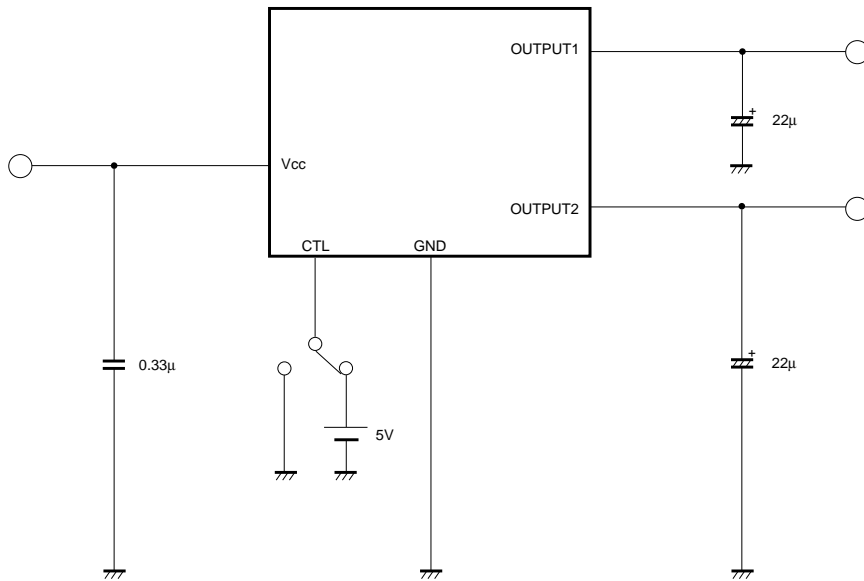 OUTPUT1
+
22μ
Vcc
OUTPUT2
CTL
GND
+
0.33μ
22μ
5V